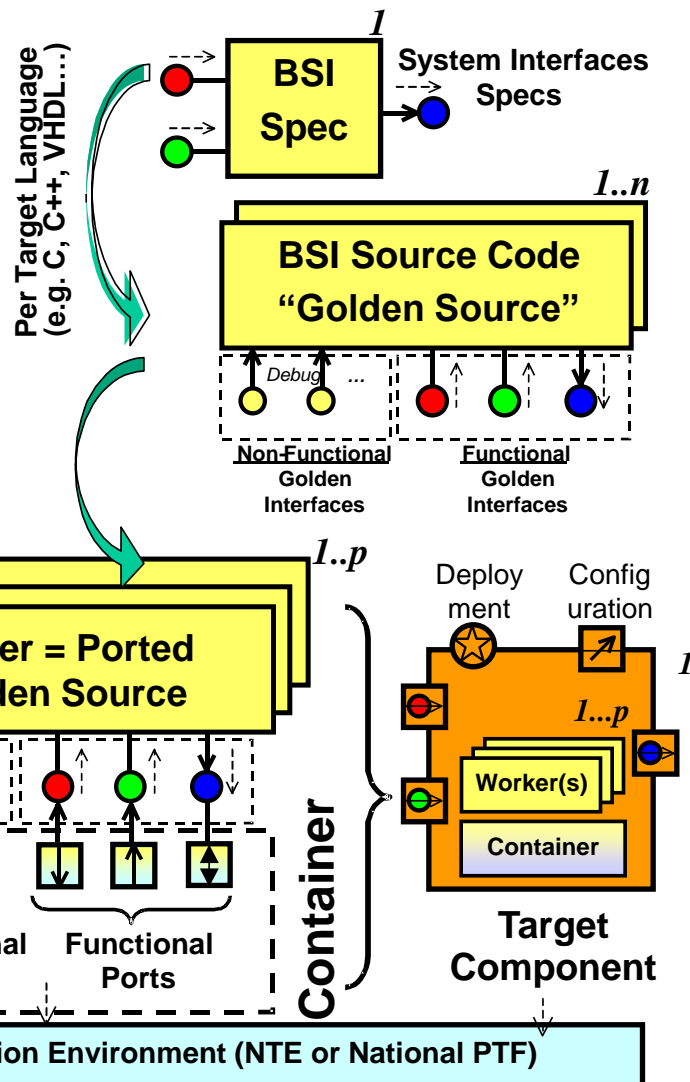 1
BSI
Spec
System Interfaces
Specs
Per Target Language
(e.g. C, C++, VHDL…)
1..n
BSI Source Code
“Golden Source”
Debug ...
Non-Functional
Golden
Interfaces
Functional
Golden
Interfaces
1..p
er = Ported
den Source
Deploy
ment
Config
uration
1
1...p
Worker(s)
Container
Container
Target
Component
nal
Functional
Ports
ion Environment (NTE or National PTF)